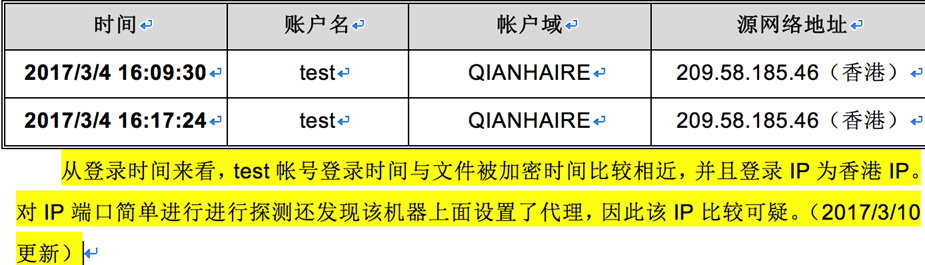 时间 账户名 帐户域 源网络地址
2017/3/4 16:09:30 test QIANHAIRE 209.58.185.46（香港）
2017/3/4 16:17:24 test QIANHAIRE 209.58.185.46（香港）
从登录时间来看，test 帐号登录时间与文件被加密时间比较相近，并且登录 IP 为香港 IP。
对 IP 端口简单进行进行探测还发现该机器上面设置了代理，因此该 IP 比较可疑。（2017/3/10
更新）